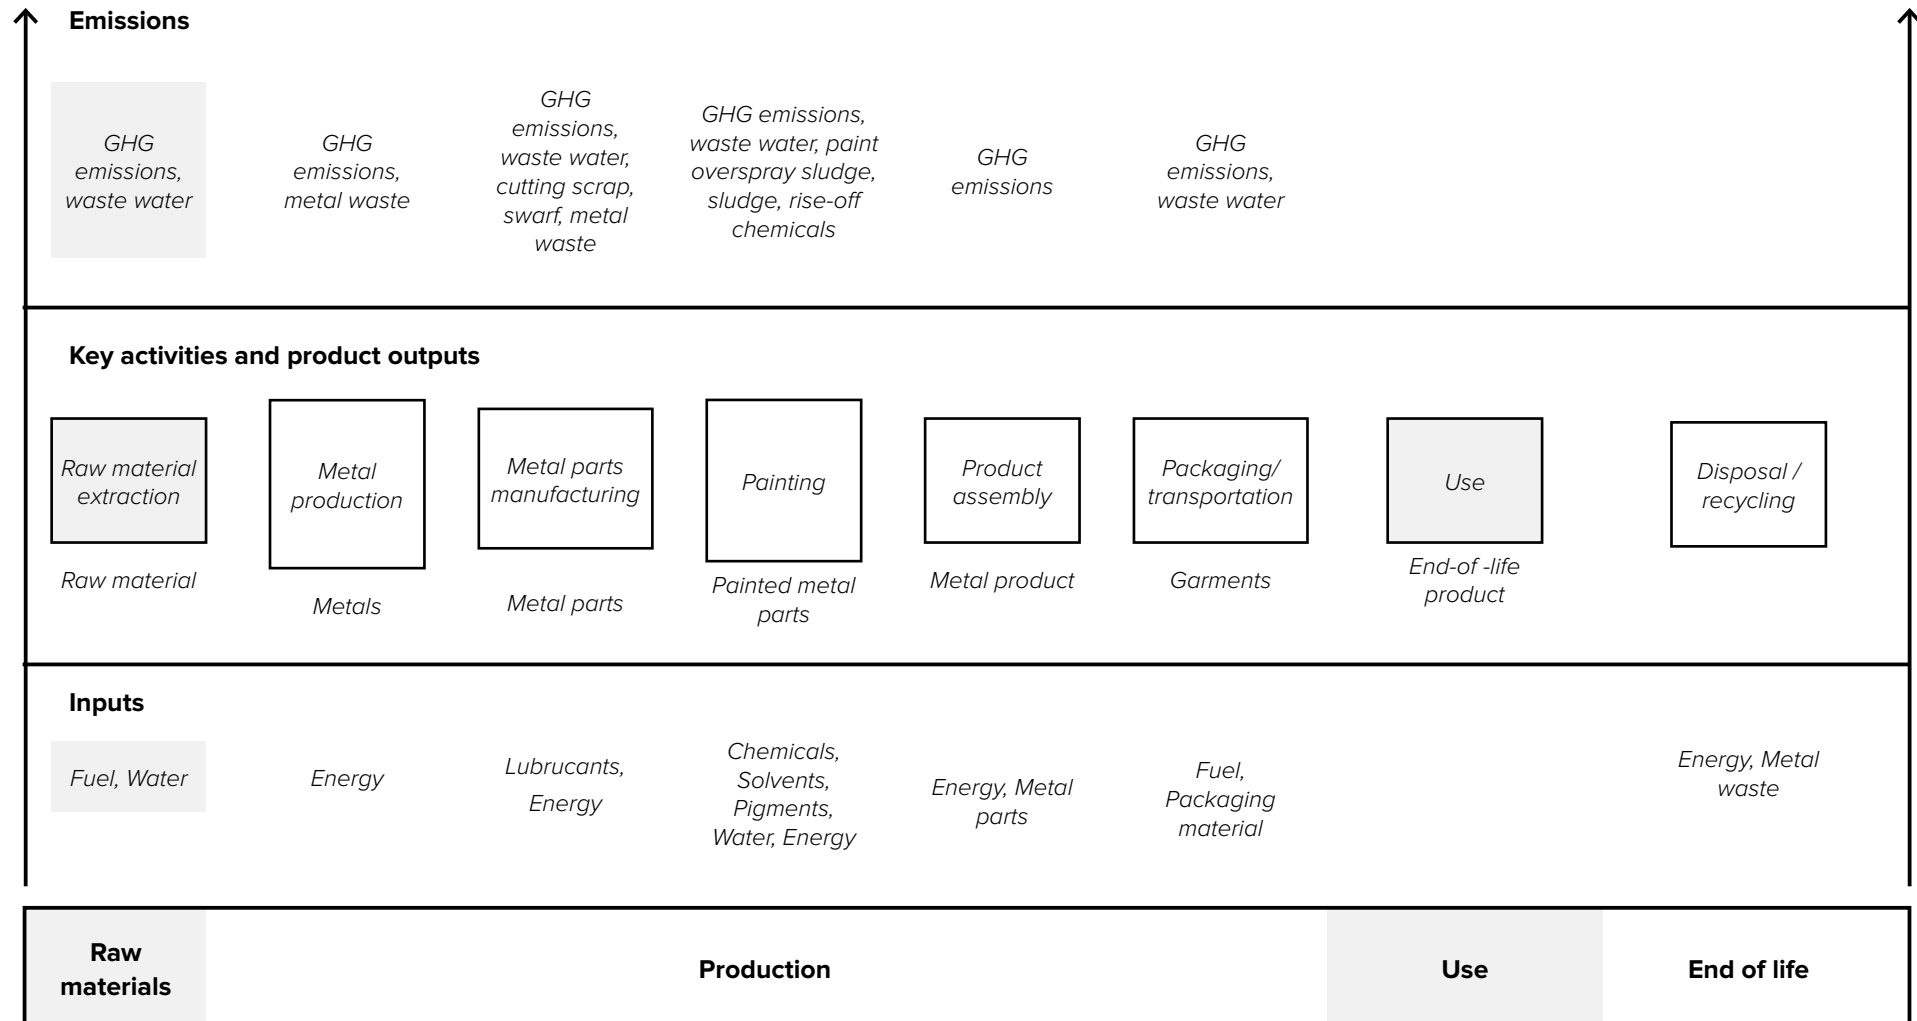 Emissions
GHG
emissions,
waste water
GHG
emissions,
metal waste
GHG
emissions,
waste water,
cutting scrap,
swarf, metal
waste
GHG emissions,
waste water, paint
overspray sludge,
sludge, rise-off
chemicals
GHG
emissions
GHG
emissions,
waste water
Key activities and product outputs
Raw material
extraction
Metal
production
Metal parts
manufacturing
Painting
Product
assembly
Packaging/
transportation
Use
Disposal /
recycling
Raw material
Metals
Metal parts
Painted metal
parts
Metal product
Garments
End-of -life
product
Inputs
Fuel, Water
Energy
Lubrucants,
Energy
Chemicals,
Solvents,
Pigments,
Water, Energy
Energy, Metal
parts
Fuel,
Packaging
material
Energy, Metal
waste
Raw
materials
Production
Use
End of life